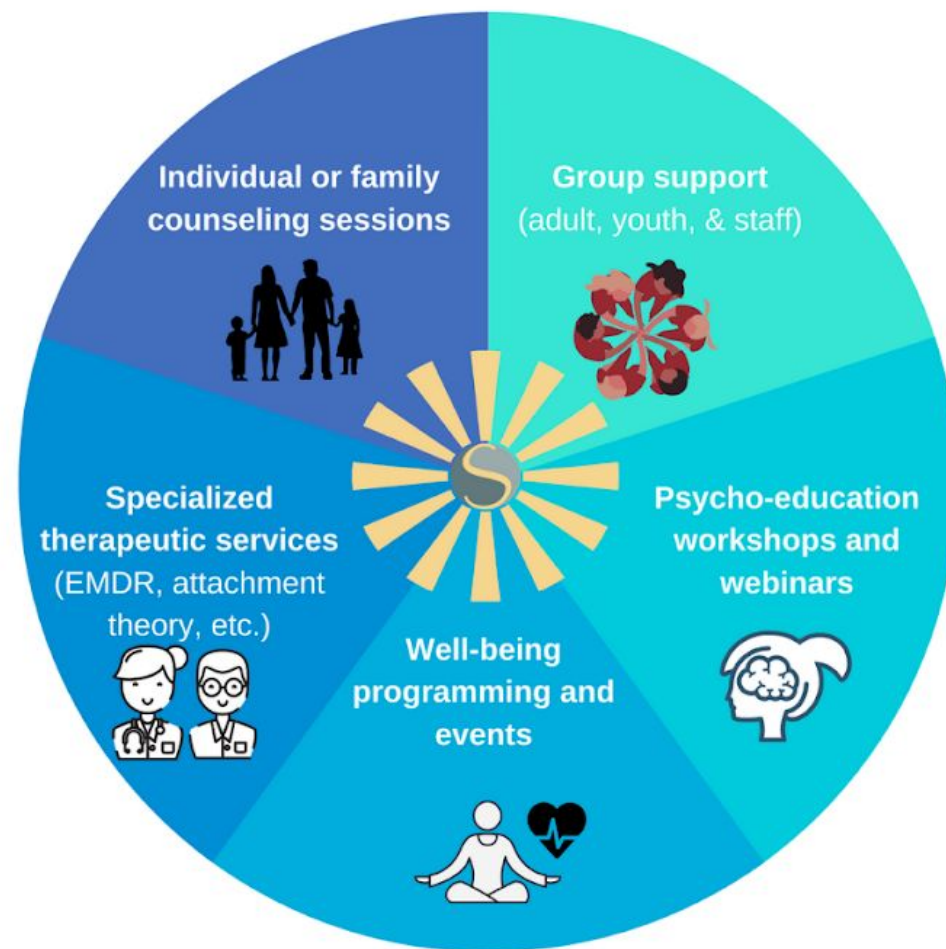 Individual or family
counseling sessions
Group support
(adult, youth, & staff)
Psycho-education
workshops and
webinars
Well-being
programming and
events
Specialized
therapeutic services
(EMDR, attachment
theory, etc.)
S